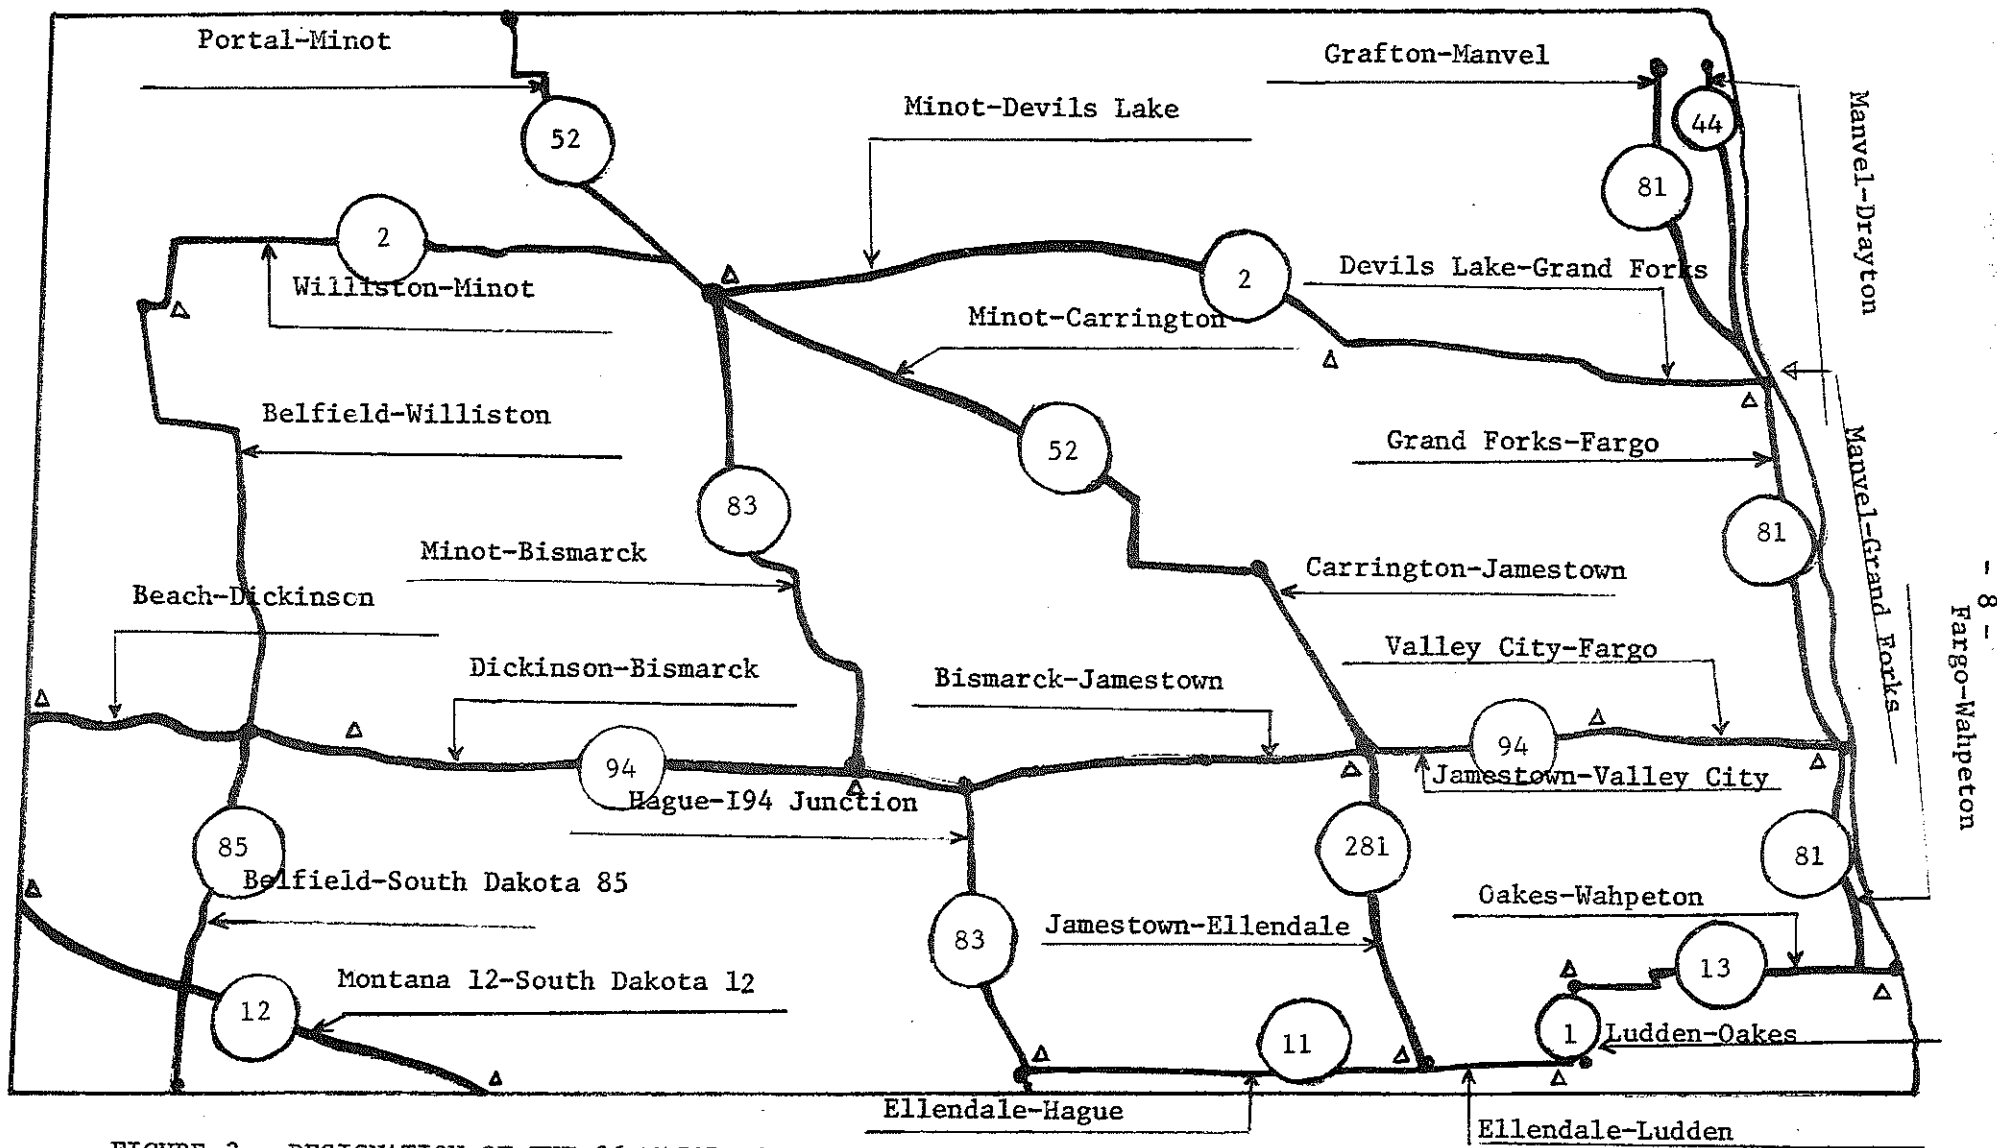 Portal-Minot
Grafton-Manvel
Minot-Devils Lake
52
44
81
Manvel-Drayton
2
Williston-Minot
2
Devils Lake-Grand Forks
Minot-Carrington
Belfield-Williston
52
Grand Forks-Fargo
83
81
Manvel-Grand Forks
Minot-Bismarck
Carrington-Jamestown
Beach-Dickinson
- 8 -
Fargo-Wahpeton
Valley City-Fargo
Dickinson-Bismarck
Bismarck-Jamestown
94
94
Jamestown-Valley City
Hague-I94 Junction
85
281
81
Belfield-South Dakota 85
Oakes-Wahpeton
Jamestown-Ellendale
83
13
Montana 12-South Dakota 12
12
11
1
Ludden-Oakes
Ellendale-Hague
Ellendale-Ludden